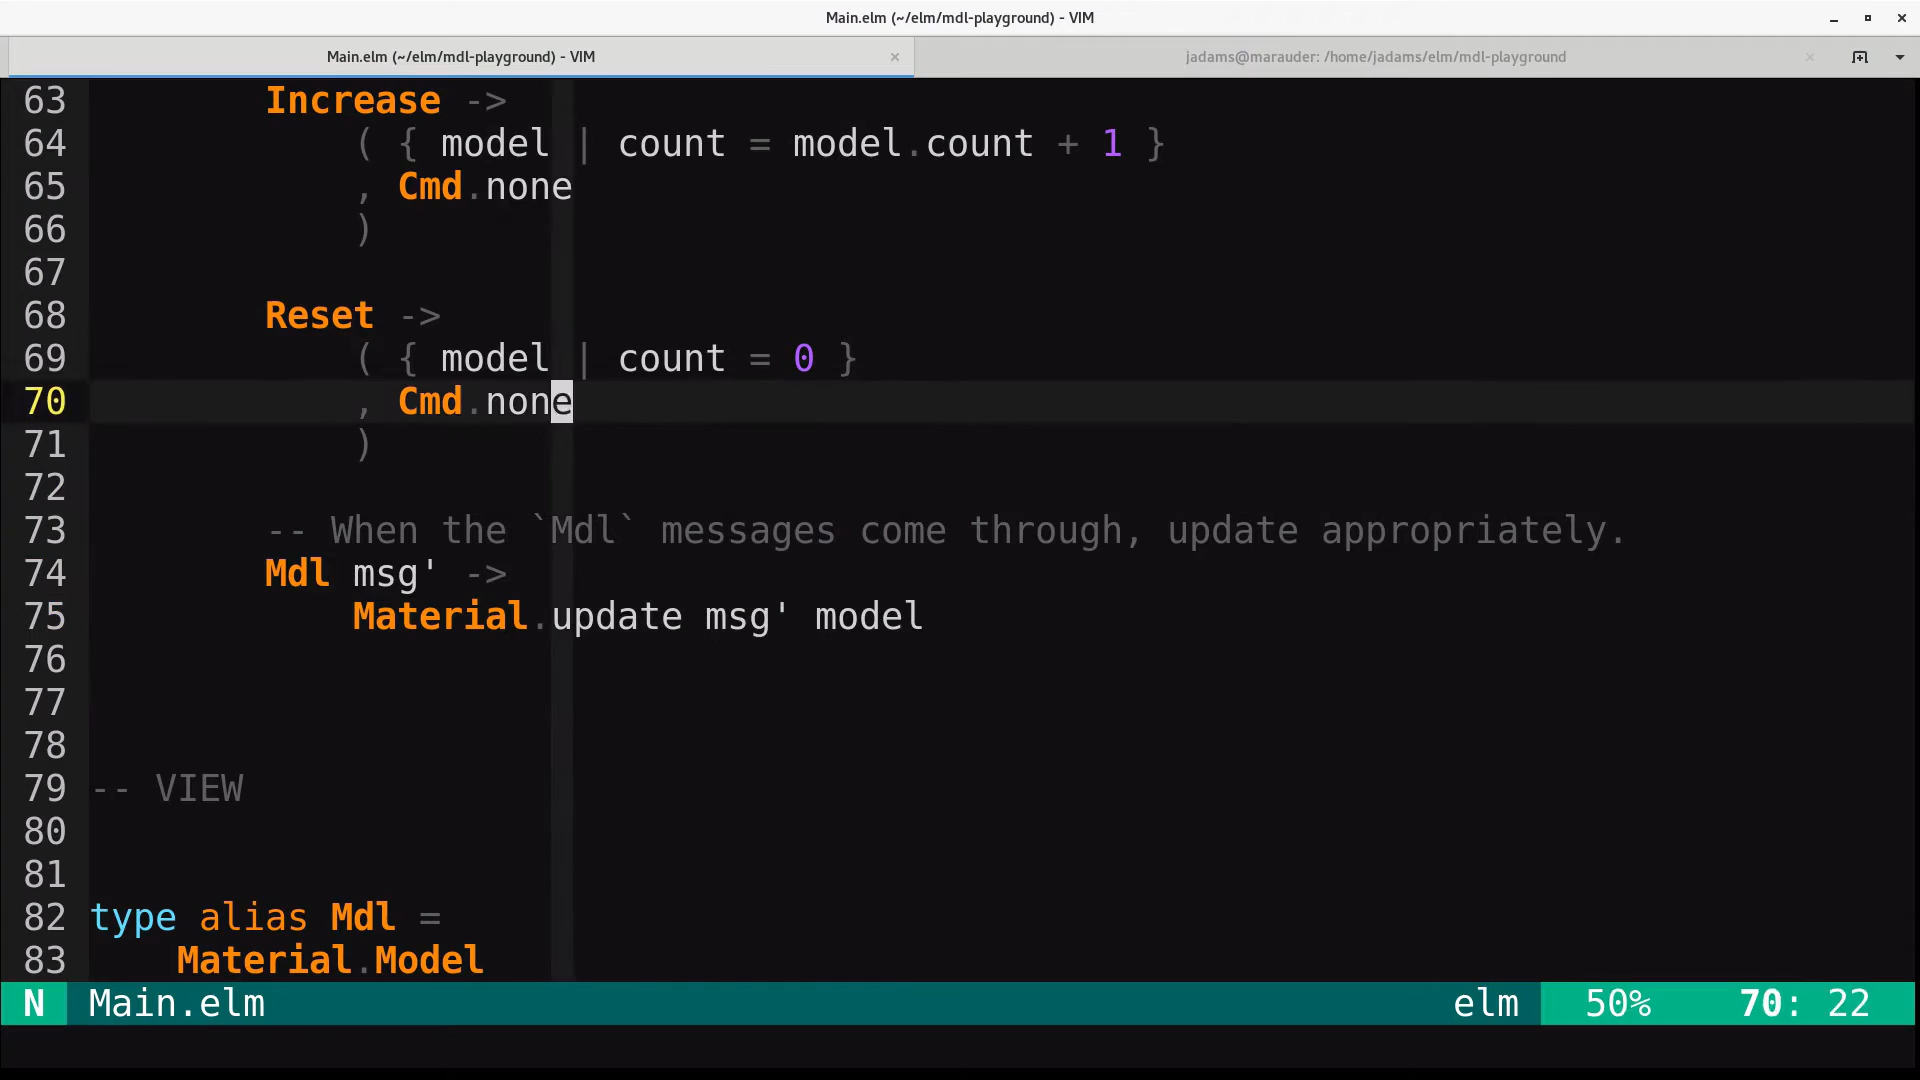 Main.elm (~/elm/mdl-playground) - VIM
Main.elm (~/elm/mdl-playground) - VIM
jadams@marauder: /home/jadams/elm/mdl-playground
63 Increase ->
64 ( { model | count = model.count + 1 }
65 , Cmd.none
66 )
67
68 Reset ->
69 ( { model | count = 0 }
70 , Cmd.none
71 )
72
73 -- When the `Mdl` messages come through, update appropriately.
74 Mdl msg' ->
75 Material.update msg' model
76
77
78
79 -- VIEW
80
81
82 type alias Mdl =
83 Material.Model
N Main.elm elm 50% 70: 22